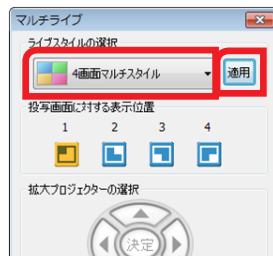 マルチライブ
ライブスタイルの選択
4画面マルチスタイル 適用
投写画面に対する表示位置
1 2 3 4
拡大プロジェクターの選択
決定